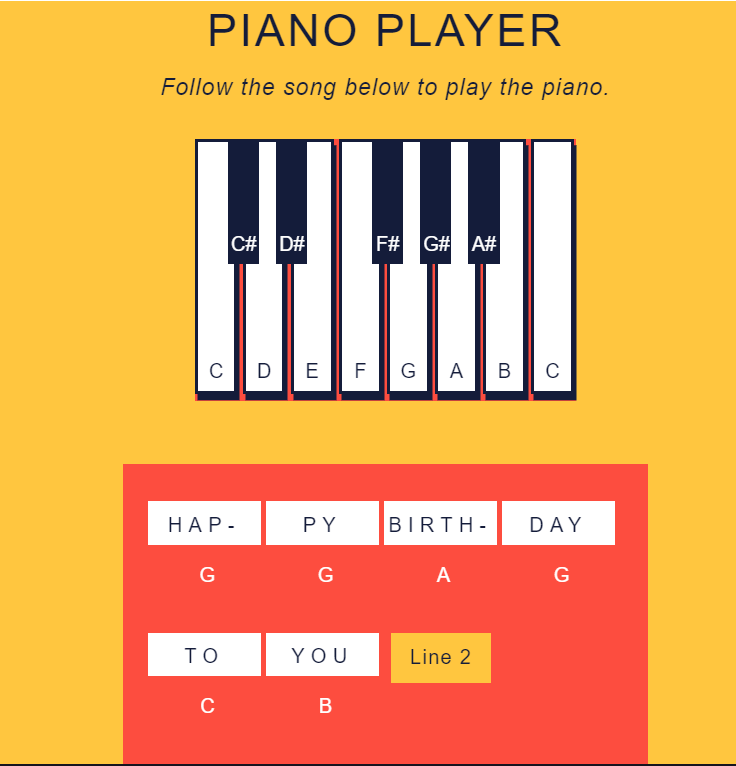 PIANO PLAYER
Follow the song below to play the piano.
C# D# F# G# A#
C D E F G A B C
HAP- PY BIRTH- DAY
G G A G
TO YOU Line 2
C B